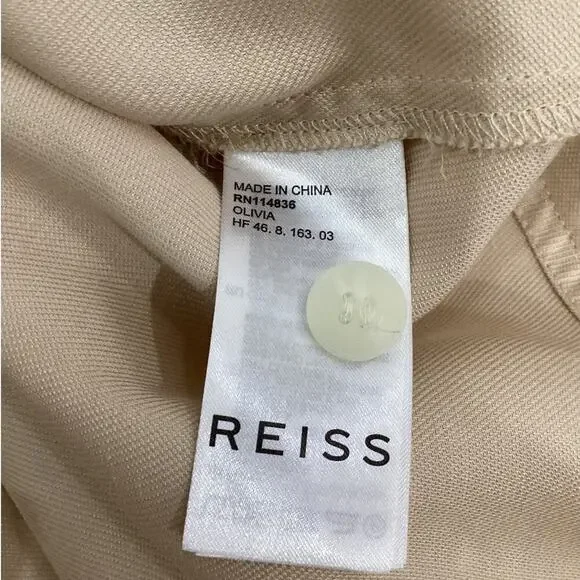 MADE IN CHINA
RN114836
OLIVIA
HF 46. 8. 163. 03
REISS